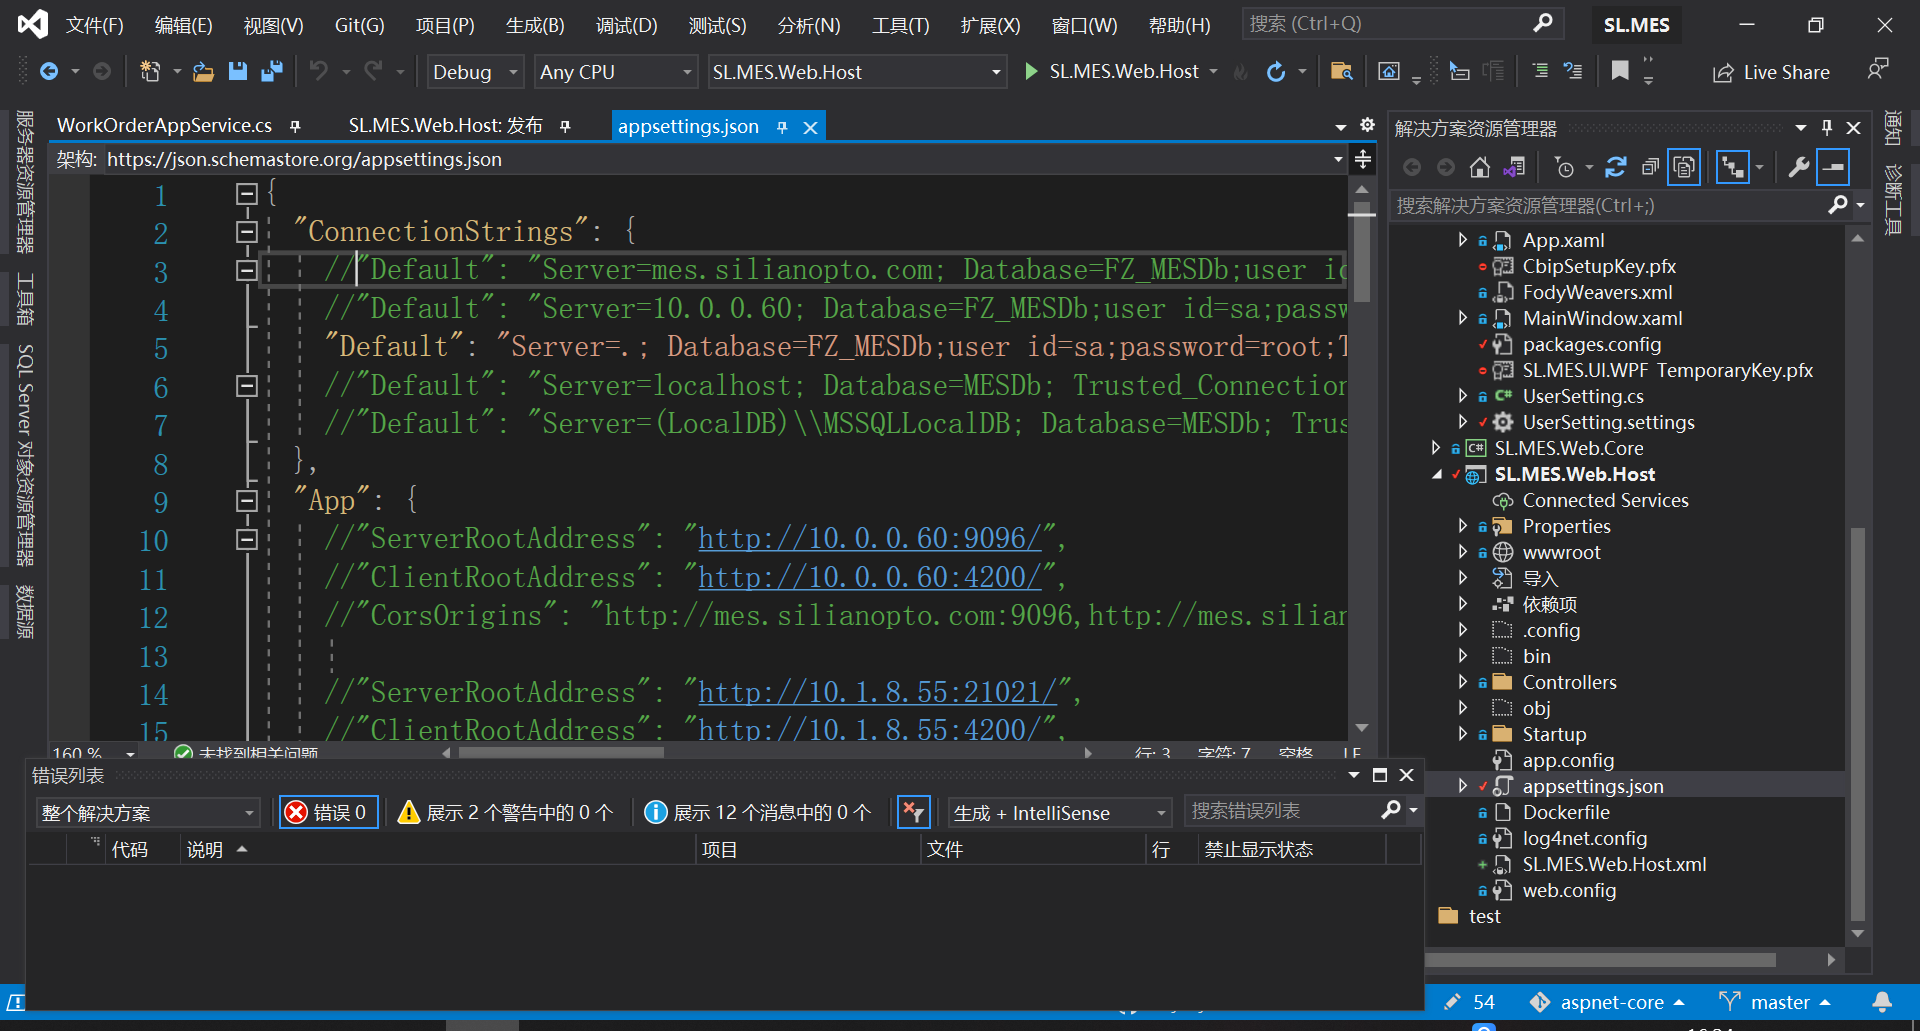 文件(F) 编辑(E) 视图(V) Git(G) 项目(P) 生成(B) 调试(D) 测试(S) 分析(N) 工具(T) 扩展(X) 窗口(W) 帮助(H) 搜索 (Ctrl+Q) SL.MES
Debug Any CPU SL.MES.Web.Host SL.MES.Web.Host Live Share
服务器资源管理器
工具箱
SQL Server 对象资源管理器
数据源
WorkOrderAppService.cs SL.MES.Web.Host: 发布 appsettings.json
架构: https://json.schemastore.org/appsettings.json
1 {
2 "ConnectionStrings": {
3 //"Default": "Server=mes.silianopto.com; Database=FZ_MESDb;user id
4 //"Default": "Server=10.0.0.60; Database=FZ_MESDb;user id=sa;passw
5 "Default": "Server=.; Database=FZ_MESDb;user id=sa;password=root;T
6 //"Default": "Server=localhost; Database=MESDb; Trusted_Connection
7 //"Default": "Server=(LocalDB)\\MSSQLLocalDB; Database=MESDb; Trus
8 },
9 "App": {
10 //"ServerRootAddress": "http://10.0.0.60:9096/",
11 //"ClientRootAddress": "http://10.0.0.60:4200/",
12 //"CorsOrigins": "http://mes.silianopto.com:9096,http://mes.silian
13
14 //"ServerRootAddress": "http://10.1.8.55:21021/",
15 //"ClientRootAddress": "http://10.1.8.55:4200/",
160 % 未找到相关问题 行: 3 字符: 7 空格 LF
错误列表
整个解决方案 错误 0 展示 2 个警告中的 0 个 展示 12 个消息中的 0 个 生成 + IntelliSense 搜索错误列表
代码 说明 项目 文件 行 禁止显示状态
解决方案资源管理器
搜索解决方案资源管理器(Ctrl+;)
App.xaml
CbipSetupKey.pfx
FodyWeavers.xml
MainWindow.xaml
packages.config
SL.MES.UI.WPF_TemporaryKey.pfx
UserSetting.cs
UserSetting.settings
SL.MES.Web.Core
SL.MES.Web.Host
Connected Services
Properties
wwwroot
导入
依赖项
.config
bin
Controllers
obj
Startup
app.config
appsettings.json
Dockerfile
log4net.config
SL.MES.Web.Host.xml
web.config
test
通知
诊断工具
54 aspnet-core master